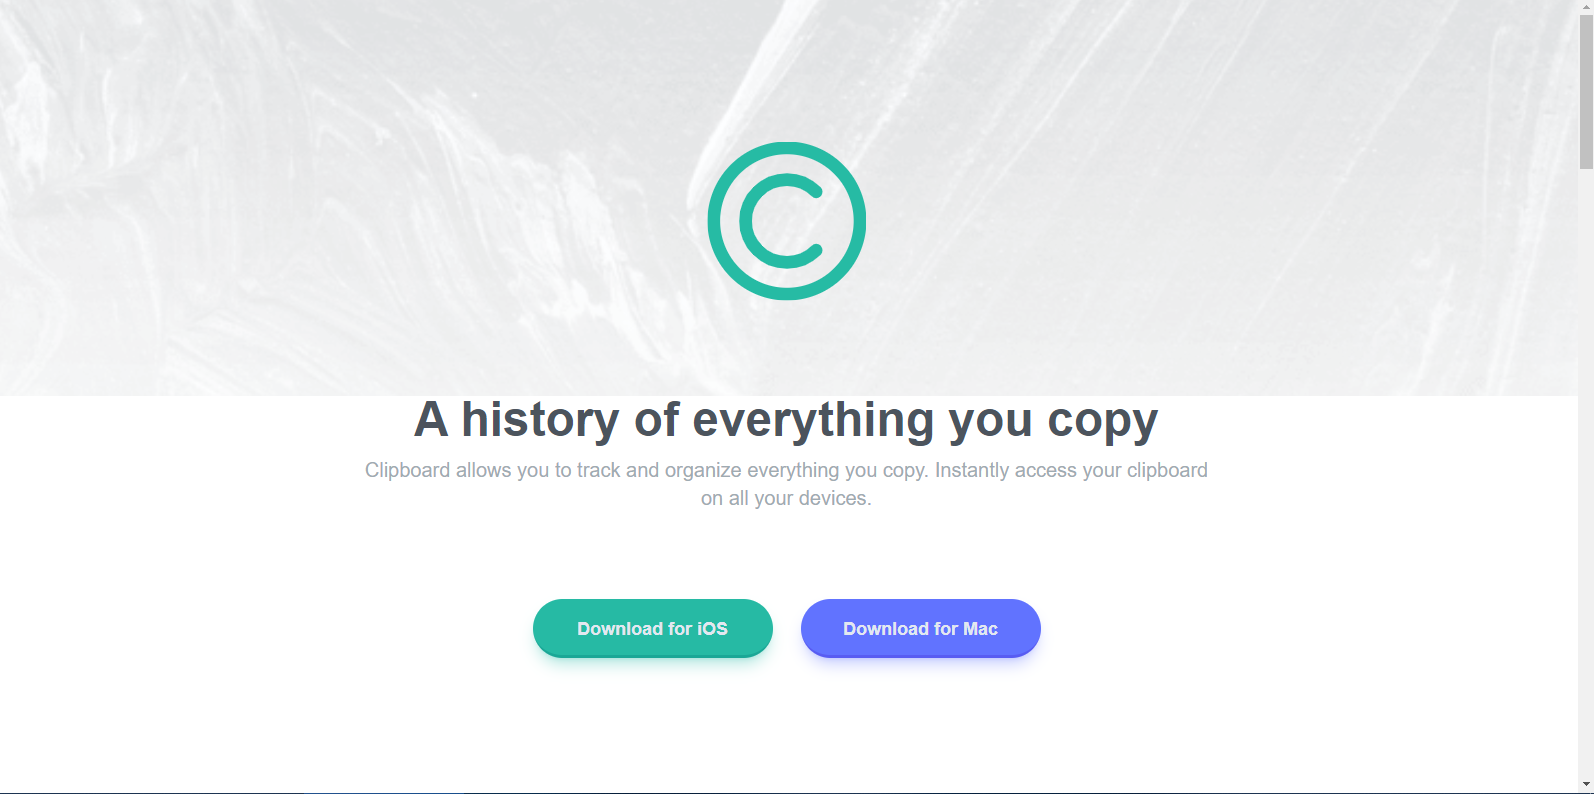 A history of everything you copy
Clipboard allows you to track and organize everything you copy. Instantly access your clipboard
on all your devices.
Download for iOS
Download for Mac